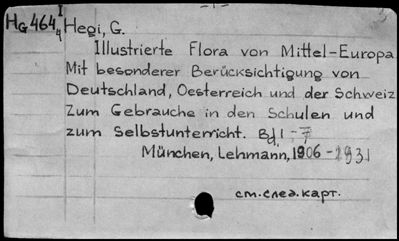 - 1 -
HG 464 I/4 Hegi, G.
Illustrierte Flora von Mittel-Europa
Mit besonderer Berücksichtigung von
Deutschland, Oesterreich und der Schweiz
Zum Gebrauche in den Schulen und
zum Selbstunterricht. Bd. I - 7
München, Lehmann, 1906 - 1931
см. след. карт.